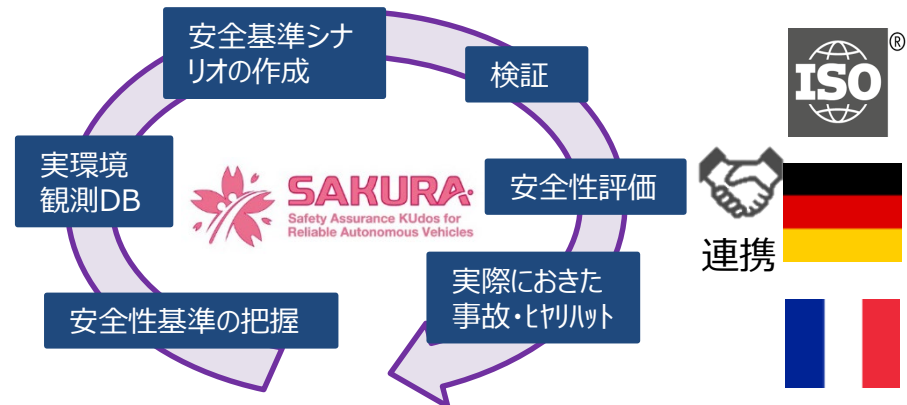 安全基準シナ
リオの作成
検証
ISO®
実環境
観測DB
SAKURA
Safety Assurance KUdos for
Reliable Autonomous Vehicles
安全性評価
連携
実際におきた
事故・ﾋﾔﾘﾊｯﾄ
安全性基準の把握